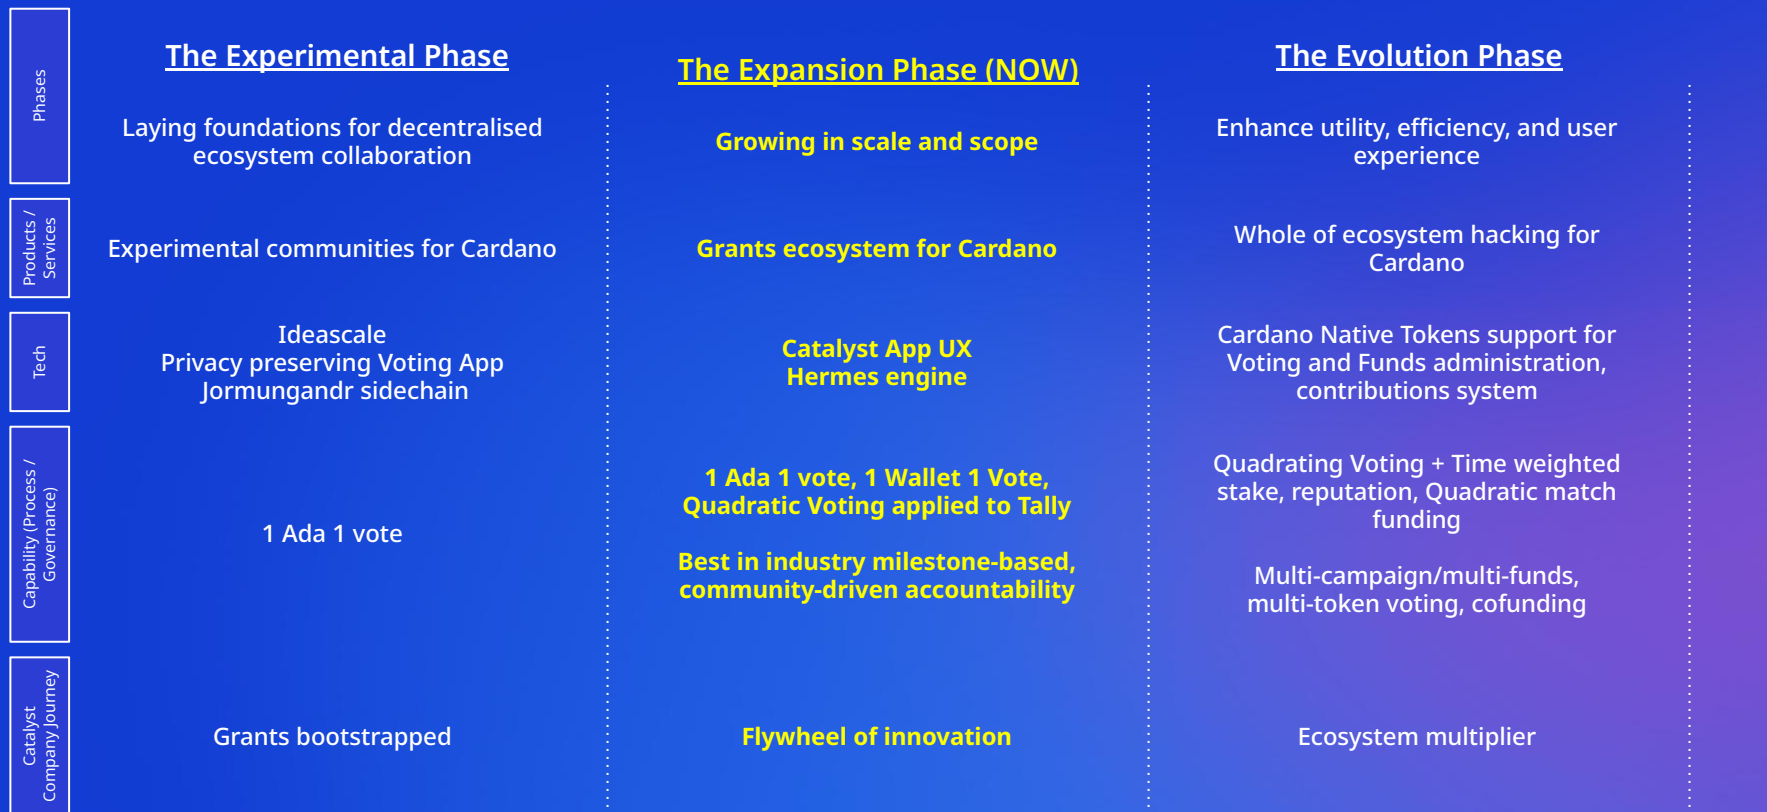 Phases
The Experimental Phase
The Expansion Phase (NOW)
The Evolution Phase
Laying foundations for decentralised
ecosystem collaboration
Growing in scale and scope
Enhance utility, efficiency, and user
experience
Products /
Services
Experimental communities for Cardano
Grants ecosystem for Cardano
Whole of ecosystem hacking for
Cardano
Tech
Ideascale
Privacy preserving Voting App
Jormungandr sidechain
Catalyst App UX
Hermes engine
Cardano Native Tokens support for
Voting and Funds administration,
contributions system
Capability (Process /
Governance)
1 Ada 1 vote
1 Ada 1 vote, 1 Wallet 1 Vote,
Quadratic Voting applied to Tally
Best in industry milestone-based,
community-driven accountability
Quadrating Voting + Time weighted
stake, reputation, Quadratic match
funding
Multi-campaign/multi-funds,
multi-token voting, cofunding
Catalyst
Company Journey
Grants bootstrapped
Flywheel of innovation
Ecosystem multiplier